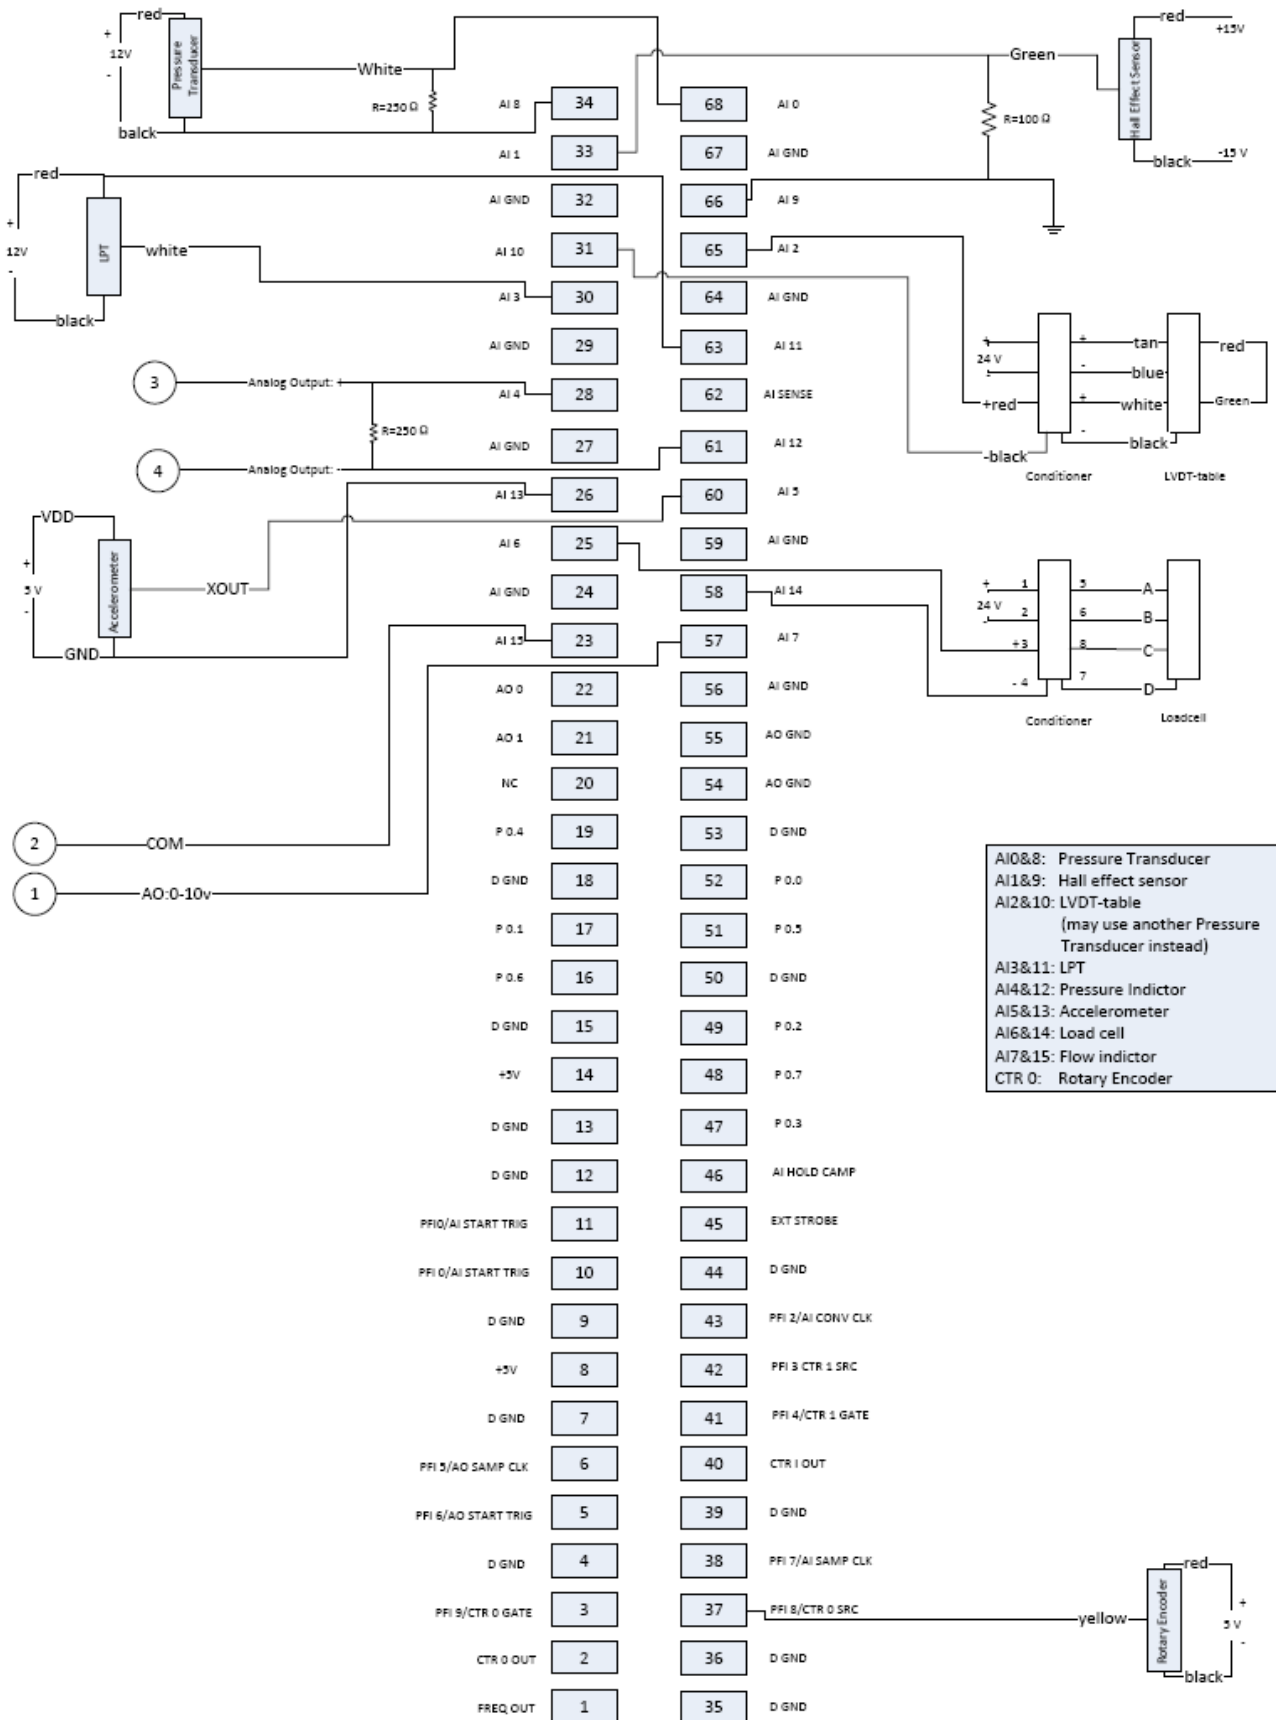 red
+
12V
-
Pressure
Transducer
White
R=250 Ω
balck
red
+15V
Green
Hall Effect Sensor
R=100 Ω
-15 V
black
AI 8 34 68 AI 0
AI 1 33 67 AI GND
AI GND 32 66 AI 9
AI 10 31 65 AI 2
AI 3 30 64 AI GND
AI GND 29 63 AI 11
AI 4 28 62 AI SENSE
AI GND 27 61 AI 12
AI 13 26 60 AI 5
AI 6 25 59 AI GND
AI GND 24 58 AI 14
AI 15 23 57 AI 7
AO 0 22 56 AI GND
AO 1 21 55 AO GND
NC 20 54 AO GND
P 0.4 19 53 D GND
D GND 18 52 P 0.0
P 0.1 17 51 P 0.5
P 0.6 16 50 D GND
D GND 15 49 P 0.2
+5V 14 48 P 0.7
D GND 13 47 P 0.3
D GND 12 46 AI HOLD CAMP
PFI0/AI START TRIG 11 45 EXT STROBE
PFI 0/AI START TRIG 10 44 D GND
D GND 9 43 PFI 2/AI CONV CLK
+5V 8 42 PFI 3 CTR 1 SRC
D GND 7 41 PFI 4/CTR 1 GATE
PFI 5/AO SAMP CLK 6 40 CTR I OUT
PFI 6/AO START TRIG 5 39 D GND
D GND 4 38 PFI 7/AI SAMP CLK
PFI 9/CTR 0 GATE 3 37 PFI 8/CTR 0 SRC
CTR 0 OUT 2 36 D GND
FREQ OUT 1 35 D GND
red
+
12V
-
LPT
white
black
3 Analog Output: +
R=250 Ω
4 Analog Output: -
VDD
+
5 V
-
Accelerometer
XOUT
GND
2 COM
1 AO:0-10v
+ + tan red
24 V
- - blue
+red + white Green
- black
-black
Conditioner LVDT-table
+ 1 5 A
24 V
- 2 6 B
+3 8 C
- 4 7 D
Conditioner Loadcell
AI0&8: Pressure Transducer
AI1&9: Hall effect sensor
AI2&10: LVDT-table
(may use another Pressure
Transducer instead)
AI3&11: LPT
AI4&12: Pressure Indictor
AI5&13: Accelerometer
AI6&14: Load cell
AI7&15: Flow indictor
CTR 0: Rotary Encoder
red
yellow
Rotary Encoder
+
5 V
-
black